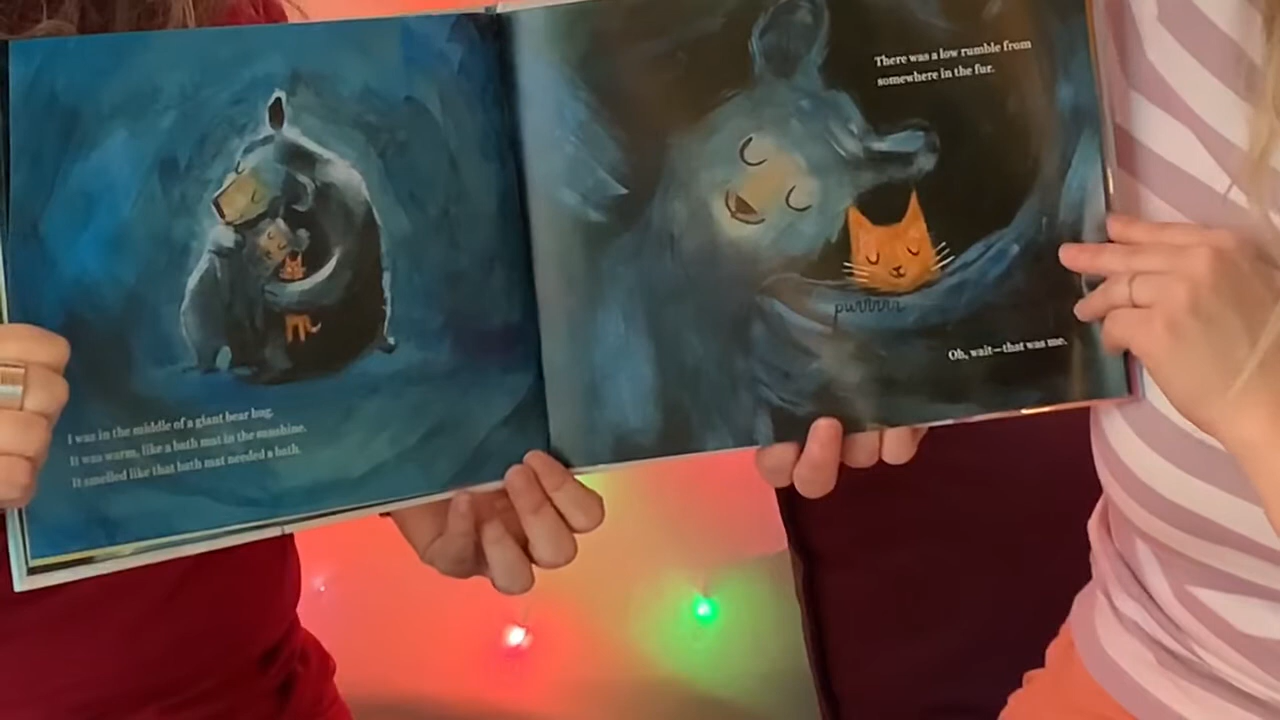 I was in the middle of a giant bear hug.
It was warm, like a bath mat in the sunshine.
It smelled like that bath mat needed a bath.
There was a low rumble from
somewhere in the fur.
purrrrr
Oh, wait—that was me.